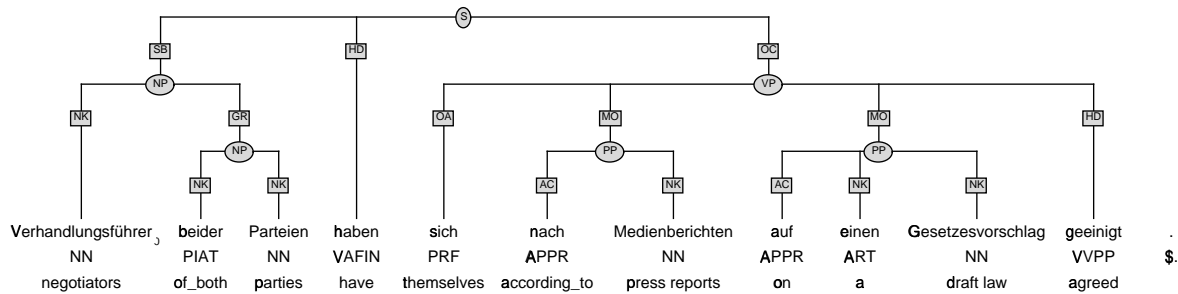 S
SB HD OC
NP VP
NK GR OA MO MO HD
NP PP PP
NK NK AC NK AC NK NK
Verhandlungsführer beider Parteien haben sich nach Medienberichten auf einen Gesetzesvorschlag geeinigt .
NN PIAT NN VAFIN PRF APPR NN APPR ART NN VVPP $.
negotiators of_both parties have themselves according_to press reports on a draft law agreed